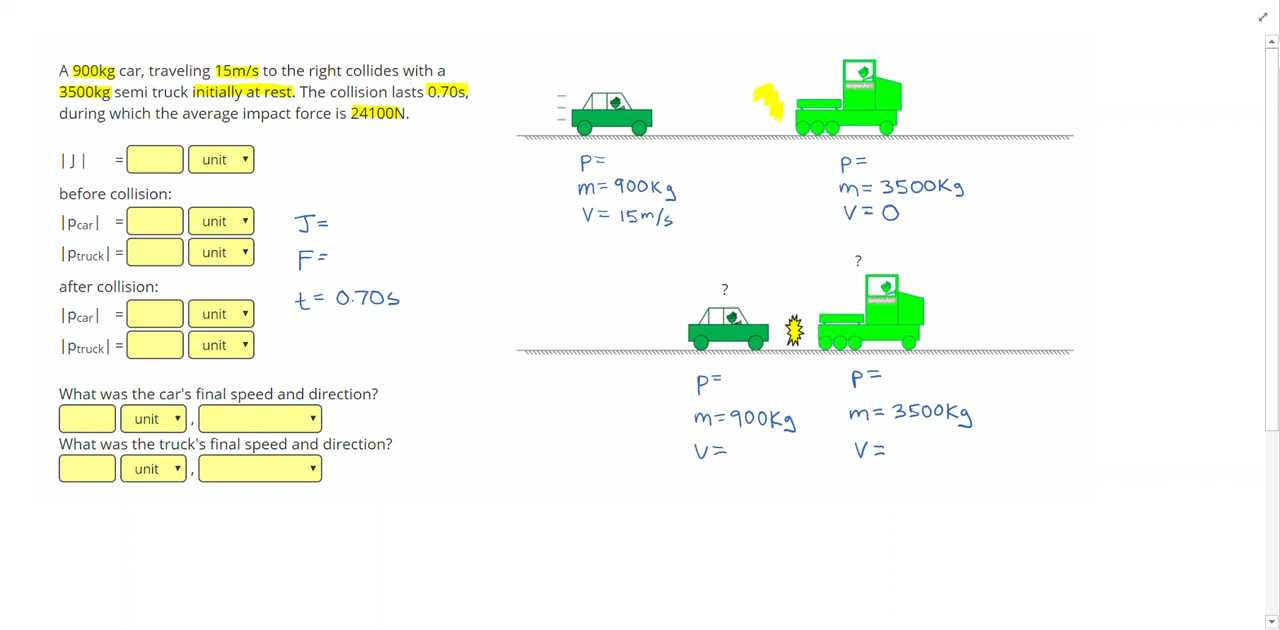 A 900kg car, traveling 15m/s to the right collides with a
3500kg semi truck initially at rest. The collision lasts 0.70s,
during which the average impact force is 24100N.
|J| = unit
before collision:
|pcar| = unit
|ptruck| = unit
after collision:
|pcar| = unit
|ptruck| = unit
What was the car's final speed and direction?
unit ,
What was the truck's final speed and direction?
unit ,
J=
F=
t= 0.70s
P=
m=900Kg
V= 15m/s
P=
m= 3500Kg
V= 0
?
?
P=
m=900Kg
V=
P=
m= 3500Kg
V=